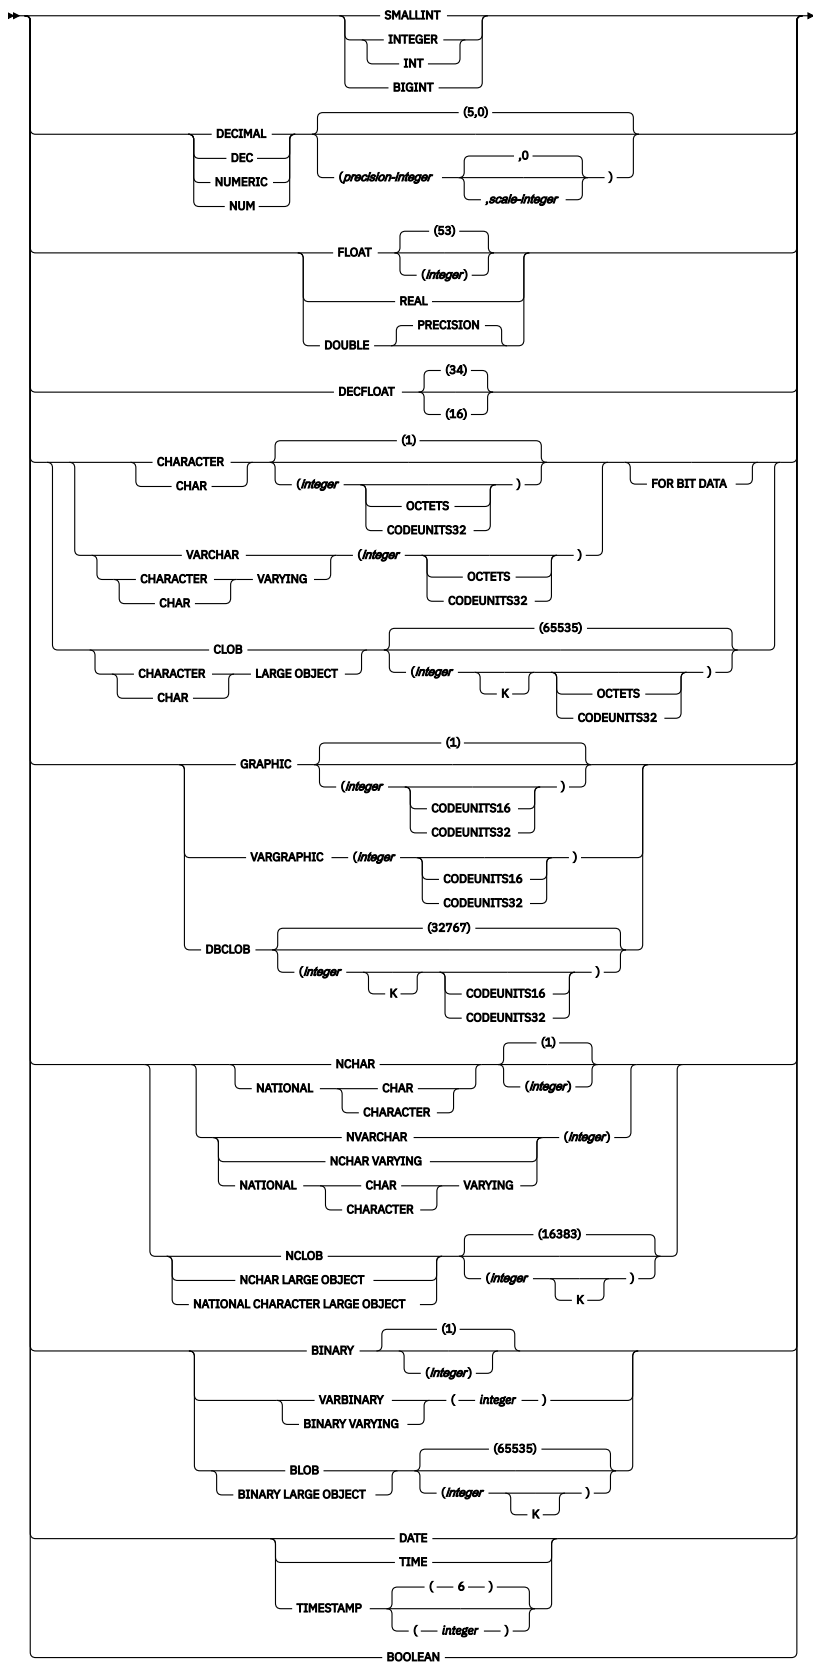 SMALLINT
INTEGER
INT
BIGINT
(5,0)
DECIMAL
DEC
NUMERIC
NUM
,0
(precision-integer )
,scale-integer
(53)
FLOAT
(integer)
REAL
PRECISION
DOUBLE
(34)
DECFLOAT
(16)
(1)
CHARACTER
CHAR
(integer )
OCTETS
CODEUNITS32
FOR BIT DATA
VARCHAR (integer )
CHARACTER VARYING
CHAR
OCTETS
CODEUNITS32
(65535)
CLOB
CHARACTER LARGE OBJECT
CHAR
(integer )
K OCTETS
CODEUNITS32
(1)
GRAPHIC
(integer )
CODEUNITS16
CODEUNITS32
VARGRAPHIC (integer )
CODEUNITS16
CODEUNITS32
(32767)
DBCLOB
(integer )
K CODEUNITS16
CODEUNITS32
(1)
NCHAR
NATIONAL CHAR
CHARACTER
(integer)
NVARCHAR (integer)
NCHAR VARYING
NATIONAL CHAR VARYING
CHARACTER
(16383)
NCLOB
NCHAR LARGE OBJECT
NATIONAL CHARACTER LARGE OBJECT
(integer )
K
(1)
BINARY
(integer)
VARBINARY ( integer )
BINARY VARYING
(65535)
BLOB
BINARY LARGE OBJECT
(integer )
K
DATE
TIME
( 6 )
TIMESTAMP
( integer )
BOOLEAN